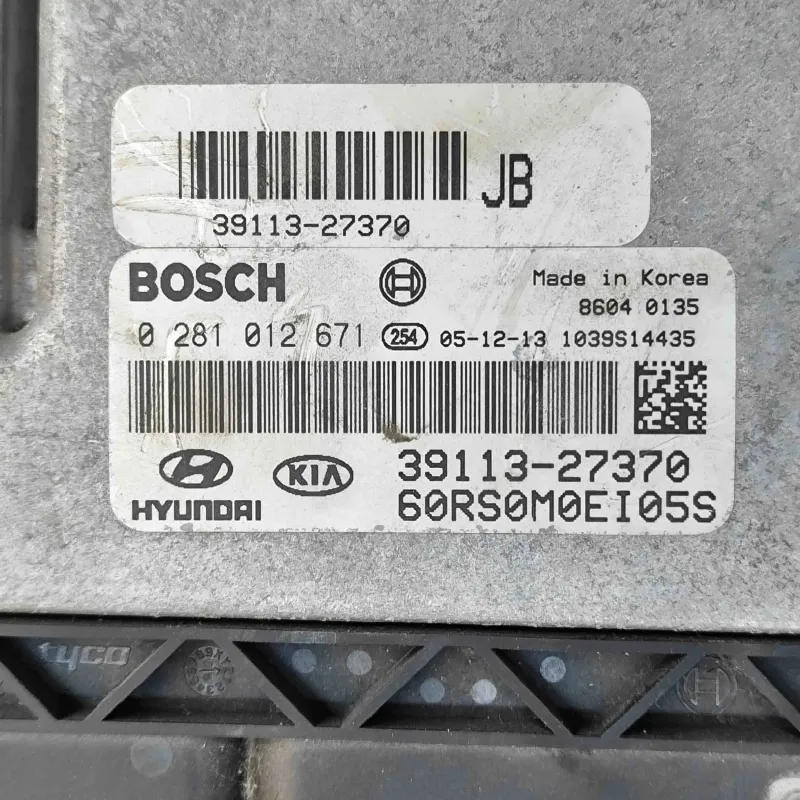 JB
39113-27370
BOSCH
Made in Korea
8604 0135
0 281 012 671 254 05-12-13 1039S14435
HYUNDAI KIA 39113-27370
60RS0M0EI05S
tyco